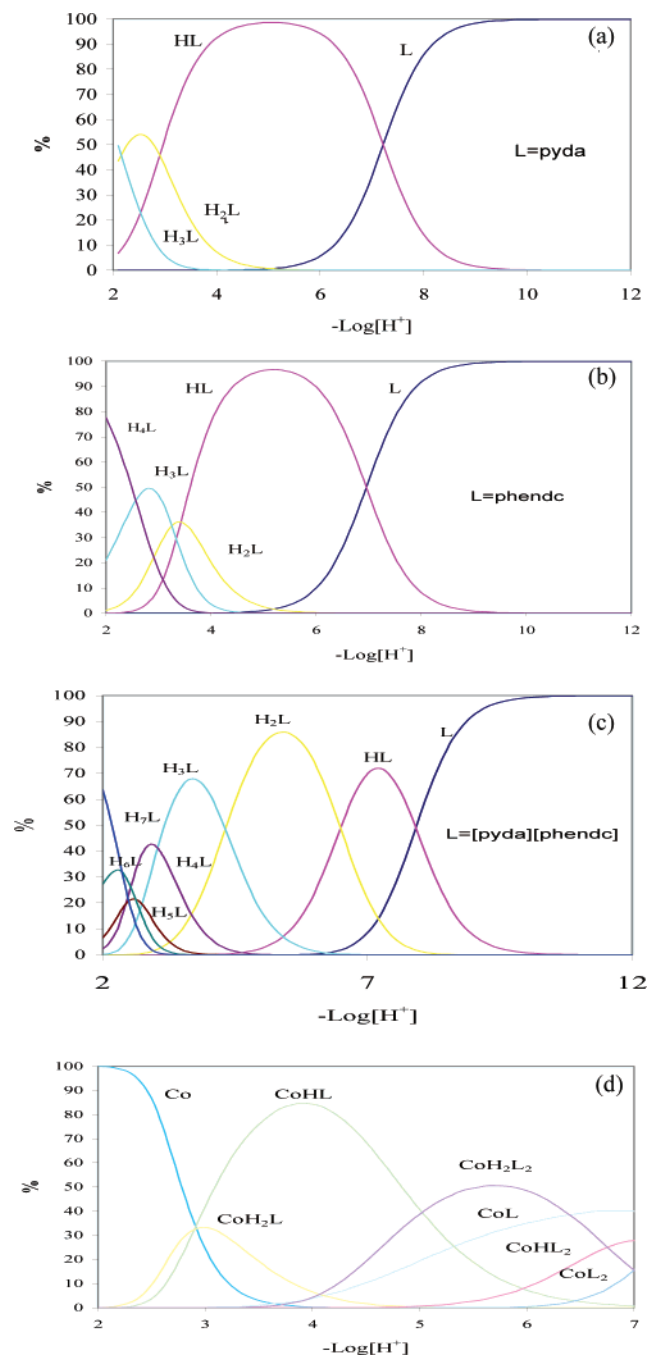 100
90
80
70
60
50
40
30
20
10
0
%
(a)
HL
L
L=pyda
H₂L
H₃L
2 4 6 8 10 12
-Log[H⁺]
100
90
80
70
60
50
40
30
20
10
0
%
(b)
HL
L
H₄L
H₃L
L=phendc
H₂L
2 4 6 8 10 12
-Log[H⁺]
100
90
80
70
60
50
40
30
20
10
0
%
(c)
H₂L
L
HL
H₃L
H₇L
L=[pyda][phendc]
H₆L
H₄L
H₅L
2 7 12
-Log[H⁺]
100
90
80
70
60
50
40
30
20
10
0
%
(d)
Co
CoHL
CoH₂L₂
CoL
CoH₂L
CoHL₂
CoL₂
2 3 4 5 6 7
-Log[H⁺]